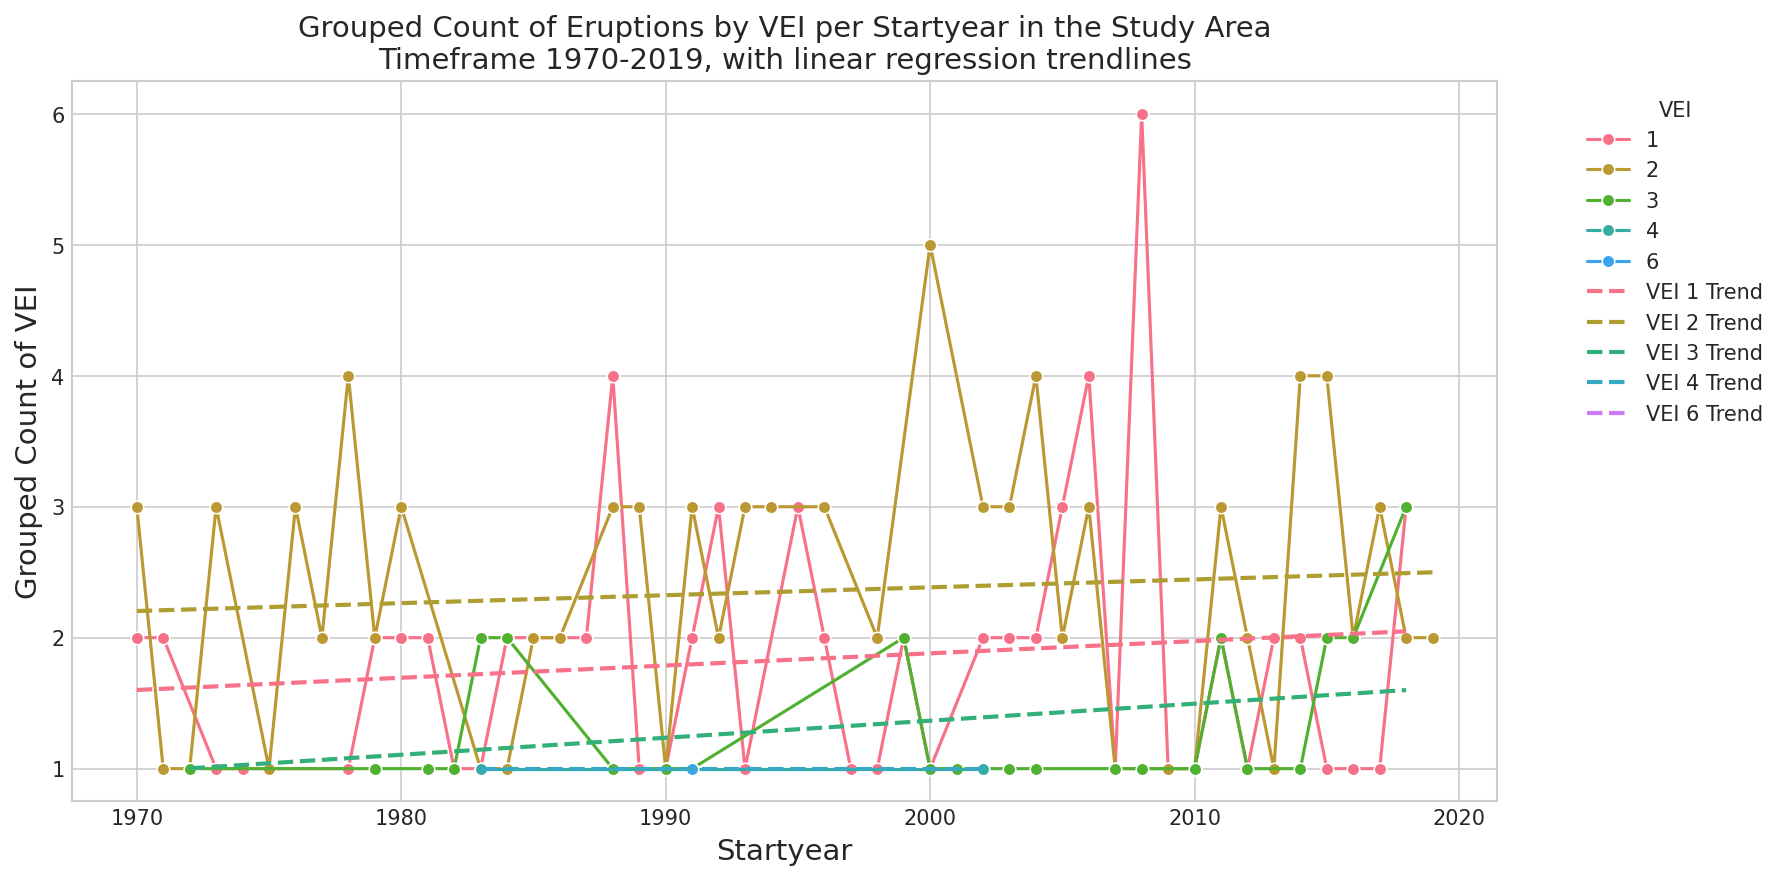 Grouped Count of Eruptions by VEI per Startyear in the Study Area
Timeframe 1970-2019, with linear regression trendlines
Grouped Count of VEI
6
5
4
3
2
1
1970
1980
1990
2000
2010
2020
Startyear
VEI
1
2
3
4
6
VEI 1 Trend
VEI 2 Trend
VEI 3 Trend
VEI 4 Trend
VEI 6 Trend